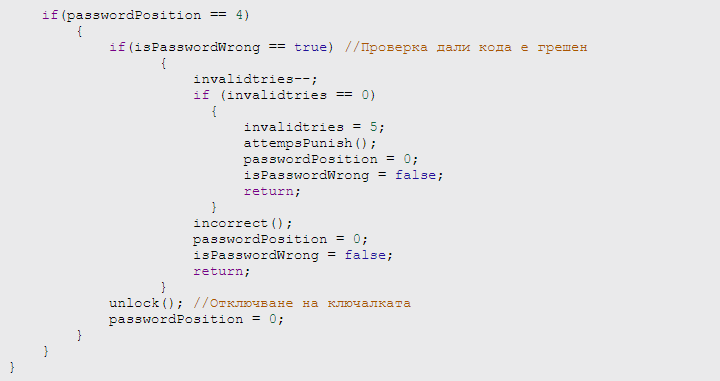 if(passwordPosition == 4)
{
if(isPasswordWrong == true) //Проверка дали кода е грешен
{
invalidtries--;
if (invalidtries == 0)
{
invalidtries = 5;
attempsPunish();
passwordPosition = 0;
isPasswordWrong = false;
return;
}
incorrect();
passwordPosition = 0;
isPasswordWrong = false;
return;
}
unlock(); //Отключване на ключалката
passwordPosition = 0;
}
}
}